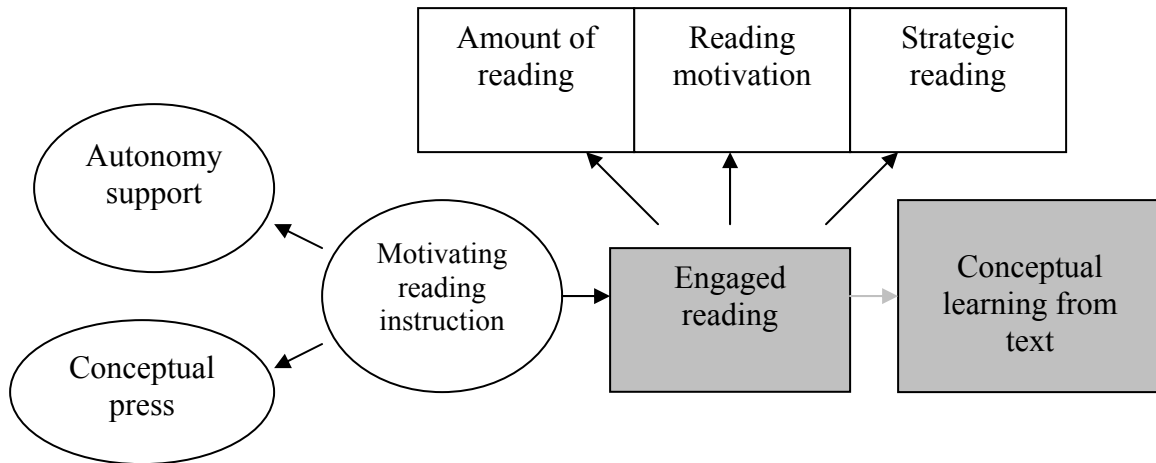 Amount of
reading
Reading
motivation
Strategic
reading
Autonomy
support
Motivating
reading
instruction
Engaged
reading
Conceptual
learning from
text
Conceptual
press